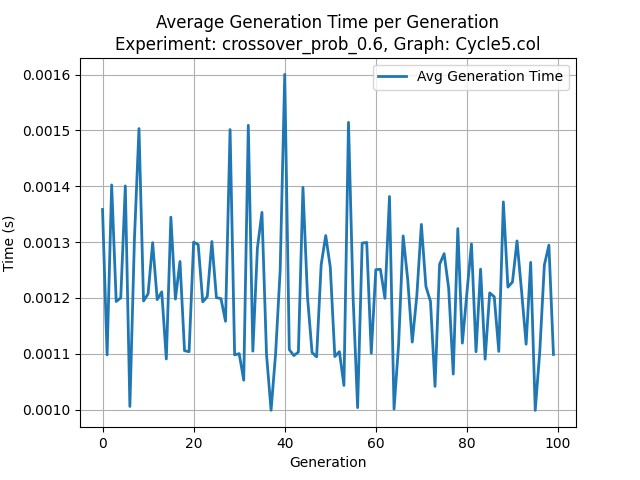 Average Generation Time per Generation
Experiment: crossover_prob_0.6, Graph: Cycle5.col
Avg Generation Time
0.0016
0.0015
0.0014
0.0013
0.0012
0.0011
0.0010
Time (s)
0 20 40 60 80 100
Generation